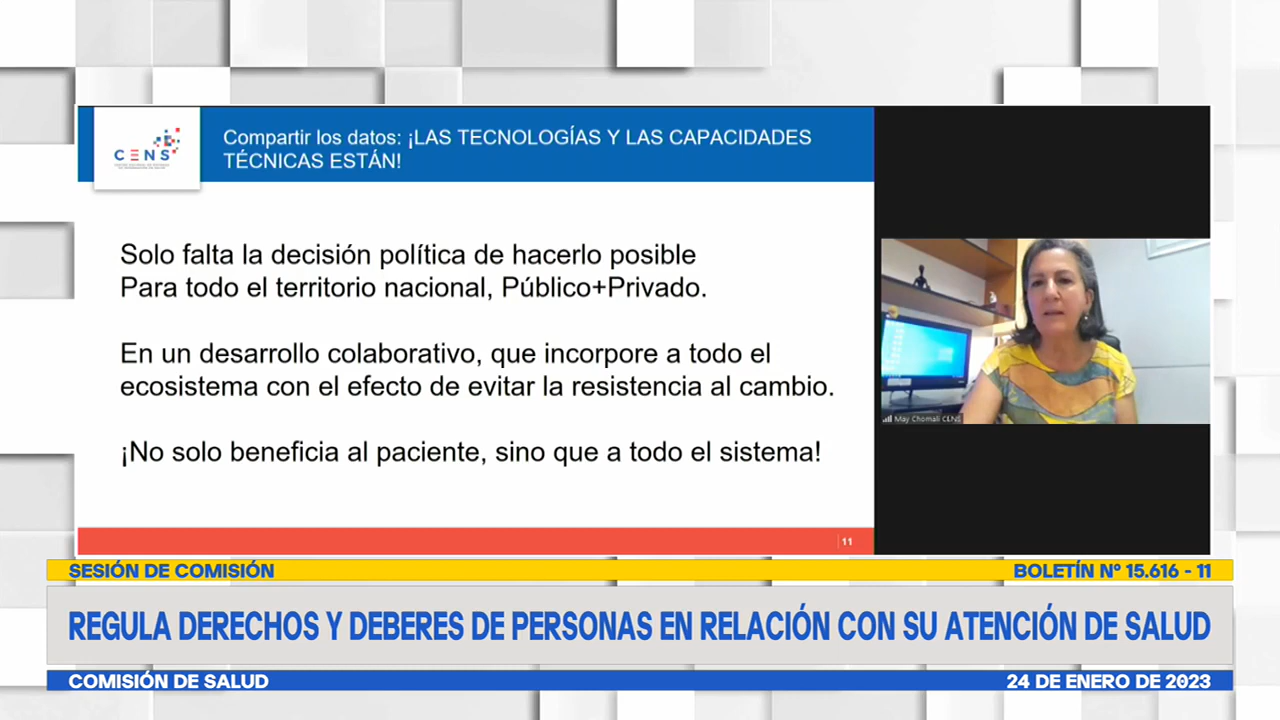 CENS
Compartir los datos: ¡LAS TECNOLOGÍAS Y LAS CAPACIDADES
TÉCNICAS ESTÁN!
Solo falta la decisión política de hacerlo posible
Para todo el territorio nacional, Público+Privado.
En un desarrollo colaborativo, que incorpore a todo el
ecosistema con el efecto de evitar la resistencia al cambio.
¡No solo beneficia al paciente, sino que a todo el sistema!
11
May Chomali CENS
SESIÓN DE COMISIÓN
BOLETÍN Nº 15.616 - 11
REGULA DERECHOS Y DEBERES DE PERSONAS EN RELACIÓN CON SU ATENCIÓN DE SALUD
COMISIÓN DE SALUD
24 DE ENERO DE 2023